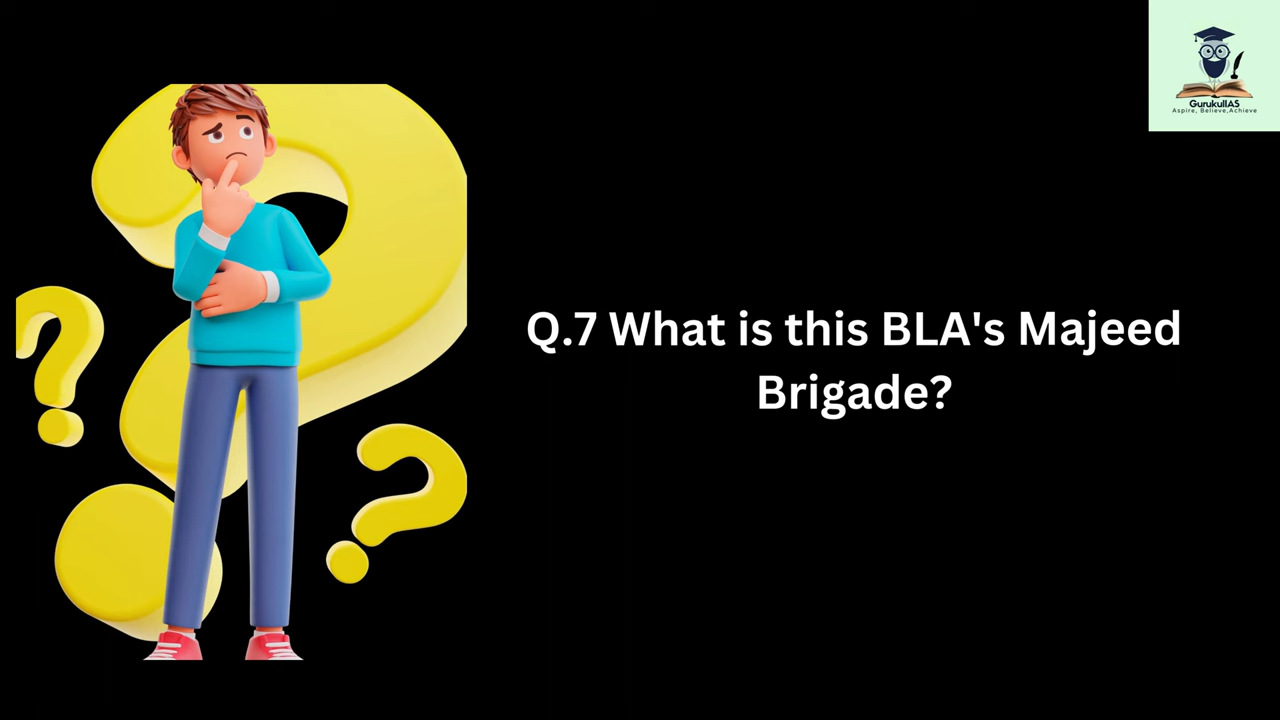 GurukulIAS
Aspire, Believe,Achieve
Q.7 What is this BLA's Majeed
Brigade?